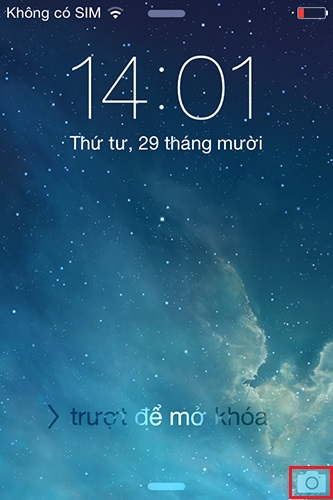 Không có SIM
14:01
Thứ tư, 29 tháng mười
trượt để mở khóa